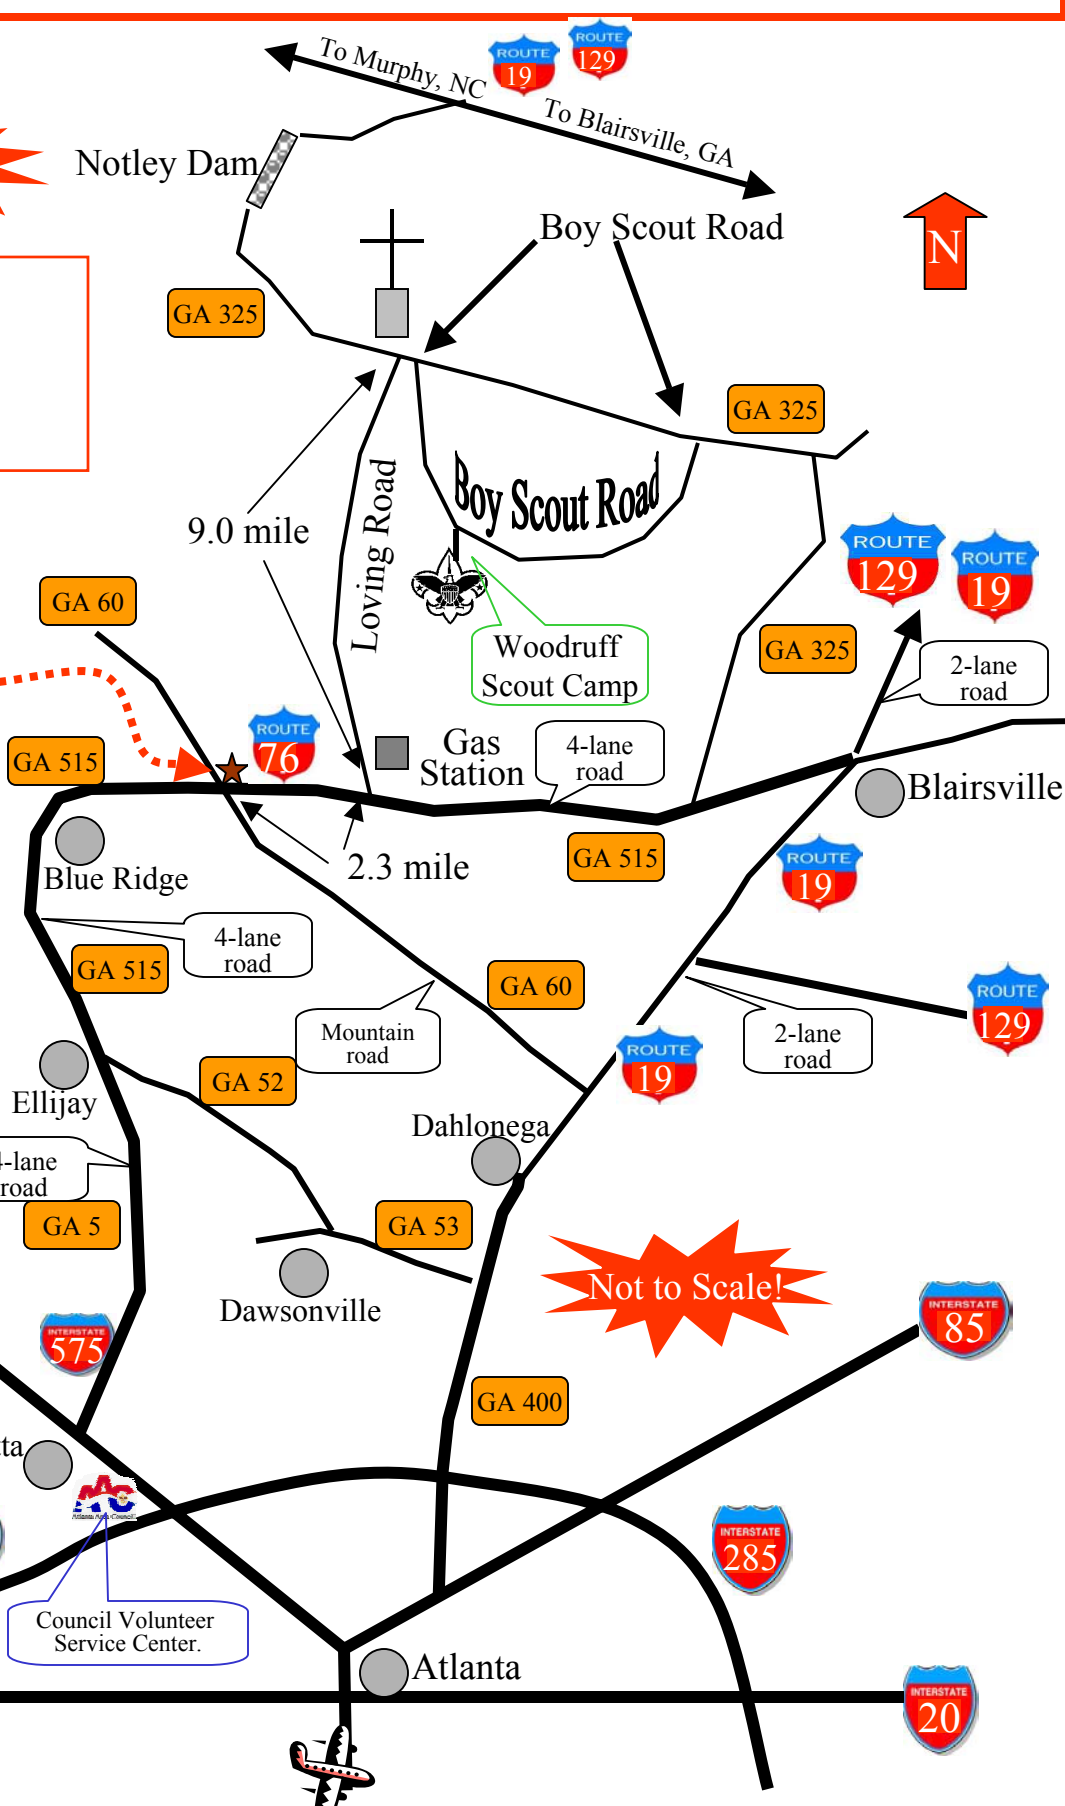 ROUTE
19
ROUTE
129
To Murphy, NC
To Blairsville, GA
Notley Dam
Boy Scout Road
N
GA 325
GA 325
Boy Scout Road
Loving Road
9.0 mile
ROUTE
129
ROUTE
19
GA 60
GA 325
Woodruff
Scout Camp
2-lane
road
ROUTE
76
GA 515
Gas
Station
4-lane
road
Blairsville
GA 515
2.3 mile
Blue Ridge
ROUTE
19
4-lane
road
GA 515
GA 60
ROUTE
129
Mountain
road
2-lane
road
ROUTE
19
GA 52
Ellijay
Dahlonega
-lane
road
GA 5
GA 53
Not to Scale!
Dawsonville
INTERSTATE
575
INTERSTATE
85
GA 400
ta
AAC
Atlanta Area Council
INTERSTATE
285
Council Volunteer
Service Center.
Atlanta
INTERSTATE
20